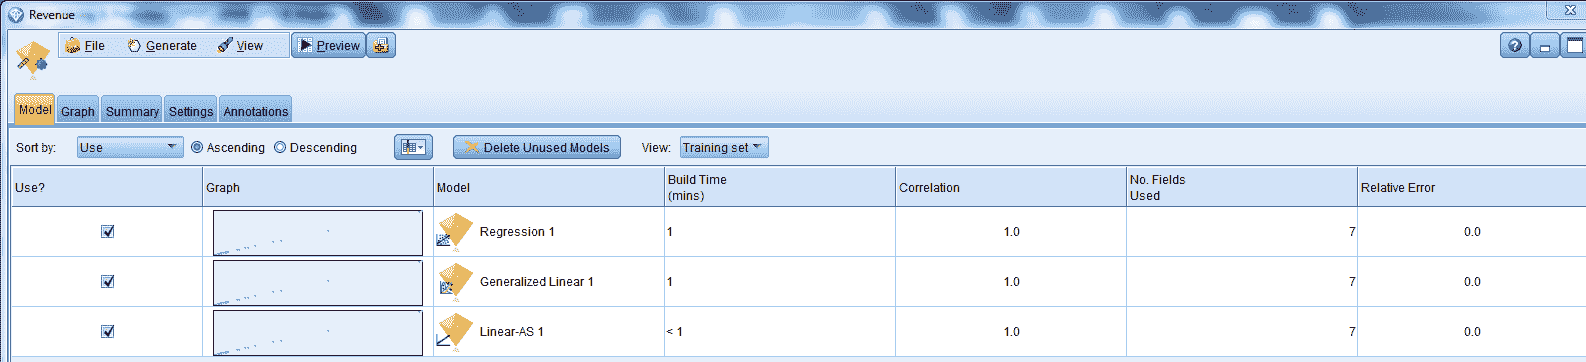 Revenue
File Generate View Preview
Model Graph Summary Settings Annotations
Sort by: Use Ascending Descending Delete Unused Models View: Training set
Use? Graph Model Build Time (mins) Correlation No. Fields Used Relative Error
Regression 1 1 1.0 7 0.0
Generalized Linear 1 1 1.0 7 0.0
Linear-AS 1 < 1 1.0 7 0.0